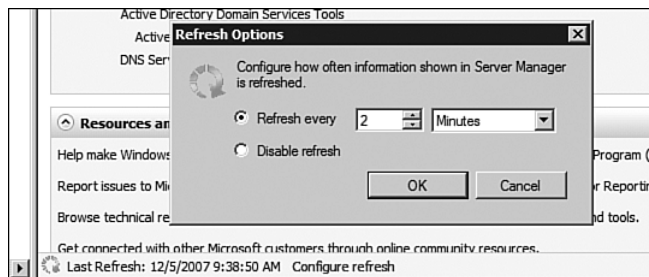 Active Directory Domain Services Tools
Active
DNS Ser
Refresh Options
Configure how often information shown in Server Manager
is refreshed.
Refresh every 2 Minutes
Disable refresh
OK Cancel
Resources an
Help make Windows Program (
Report issues to Mi r Reportin
Browse technical re nd tools.
Get connected with other Microsoft customers through online community resources.
Last Refresh: 12/5/2007 9:38:50 AM Configure refresh